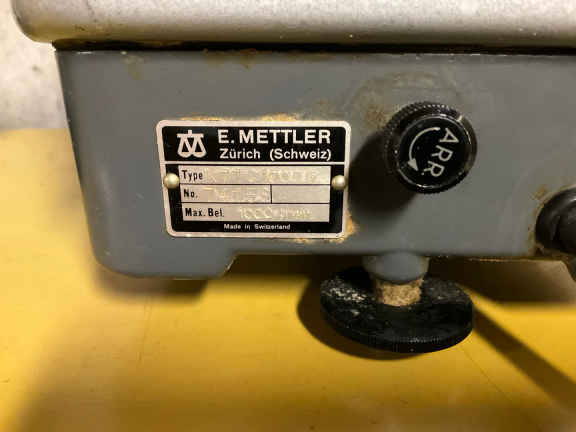 E. METTLER
Zürich (Schweiz)
Type
No.
Max. Bel.
Made in Switzerland
ARR